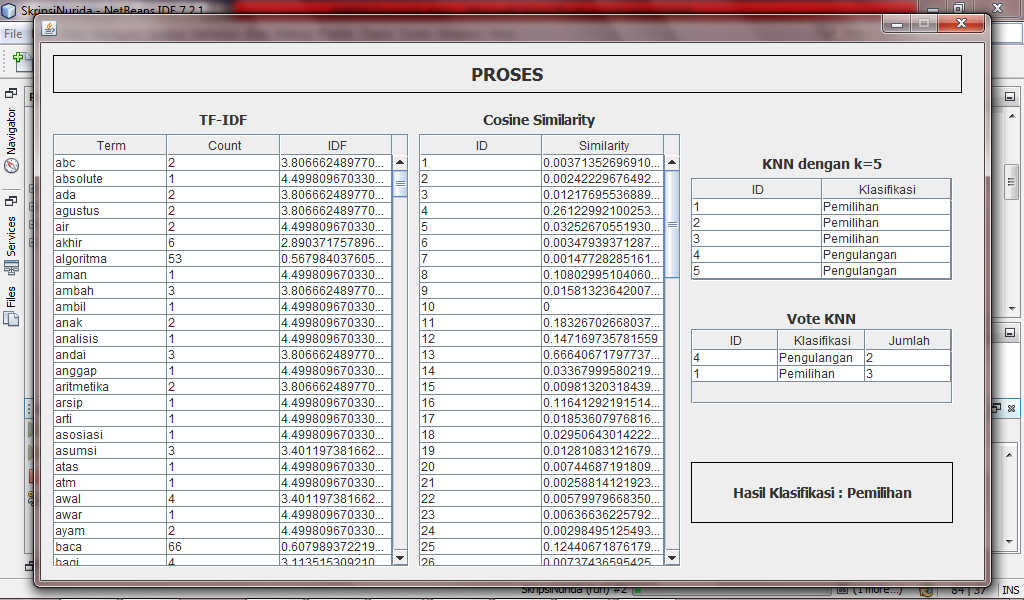 SkripsiNurida - NetBeans IDE 7.2.1
File
PROSES
TF-IDF
Term Count IDF
abc 2 3.806662489770...
absolute 1 4.499809670330...
ada 2 3.806662489770...
agustus 2 3.806662489770...
air 2 4.499809670330...
akhir 6 2.890371757896...
algoritma 53 0.567984037605...
aman 1 4.499809670330...
ambah 3 3.806662489770...
ambil 1 4.499809670330...
anak 2 4.499809670330...
analisis 1 4.499809670330...
andai 3 3.806662489770...
anggap 1 4.499809670330...
aritmetika 2 3.806662489770...
arsip 1 4.499809670330...
arti 1 4.499809670330...
asosiasi 1 4.499809670330...
asumsi 3 3.401197381662...
atas 1 4.499809670330...
atm 1 4.499809670330...
awal 4 3.401197381662...
awar 1 4.499809670330...
ayam 2 4.499809670330...
baca 66 0.607989372219...
bagi 4 3.113515309210...
Cosine Similarity
ID Similarity
1 0.00371352696910...
2 0.00242229676492...
3 0.01217695536889...
4 0.26122992100253...
5 0.03252670551930...
6 0.00347939371287...
7 0.00147728285161...
8 0.10802995104060...
9 0.01581323642007...
10 0
11 0.18326702668037...
12 0.147169735781559
13 0.66640671797737...
14 0.03367999580219...
15 0.00981320318439...
16 0.11641292191514...
17 0.01853607976816...
18 0.02950643014222...
19 0.01281083121679...
20 0.00744687191809...
21 0.00258814121923...
22 0.00579979668350...
23 0.00636636225792...
24 0.00298495125493...
25 0.12440671876179...
26 0.00737436595425...
KNN dengan k=5
ID Klasifikasi
1 Pemilihan
2 Pemilihan
3 Pemilihan
4 Pengulangan
5 Pengulangan
Vote KNN
ID Klasifikasi Jumlah
4 Pengulangan 2
1 Pemilihan 3
Hasil Klasifikasi : Pemilihan
Navigator
Services
Files
SkripsiNurida (run) #2 (1 more...) 84 | 37 INS